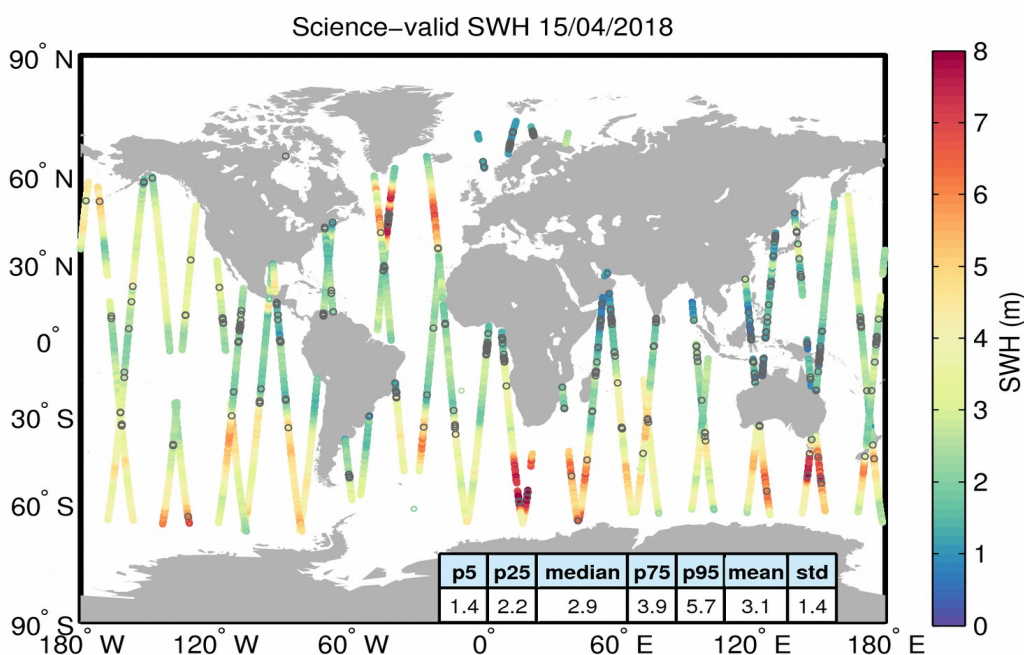 Science−valid SWH 15/04/2018
90° N
60° N
30° N
0°
30° S
60° S
90° S
180° W
120° W
60° W
0°
60° E
120° E
180° E
p5 p25 median p75 p95 mean std
1.4 2.2 2.9 3.9 5.7 3.1 1.4
8
7
6
5
4
3
2
1
0
SWH (m)